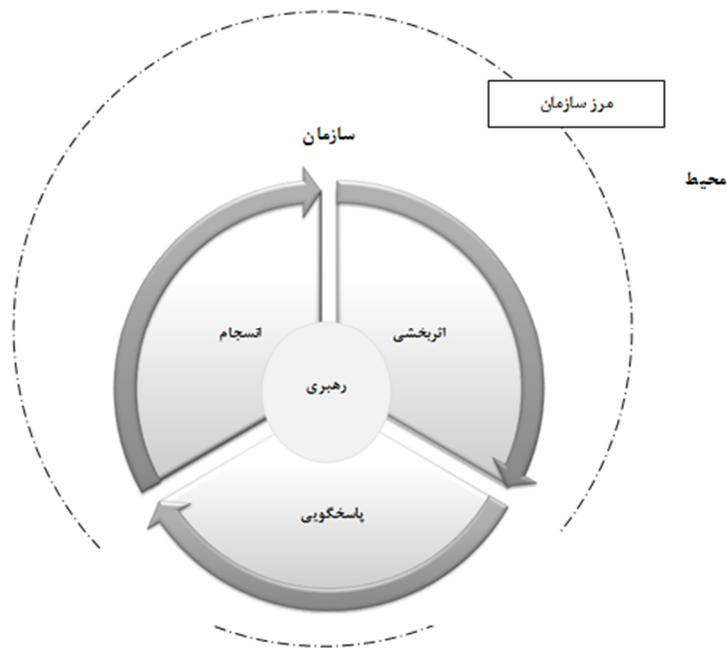 مرز سازمان
سازمان
محیط
اثربخشی
انسجام
رهبری
پاسخگویی